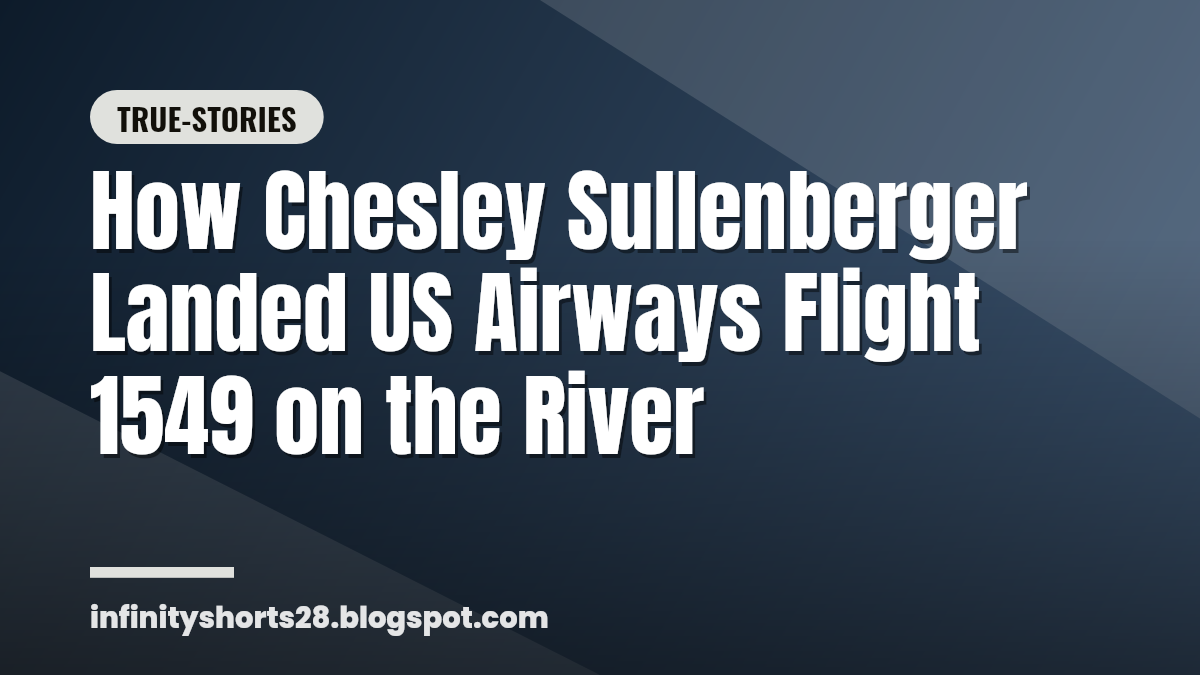 TRUE-STORIES
How Chesley Sullenberger
Landed US Airways Flight
1549 on the River
infinityshorts28.blogspot.com